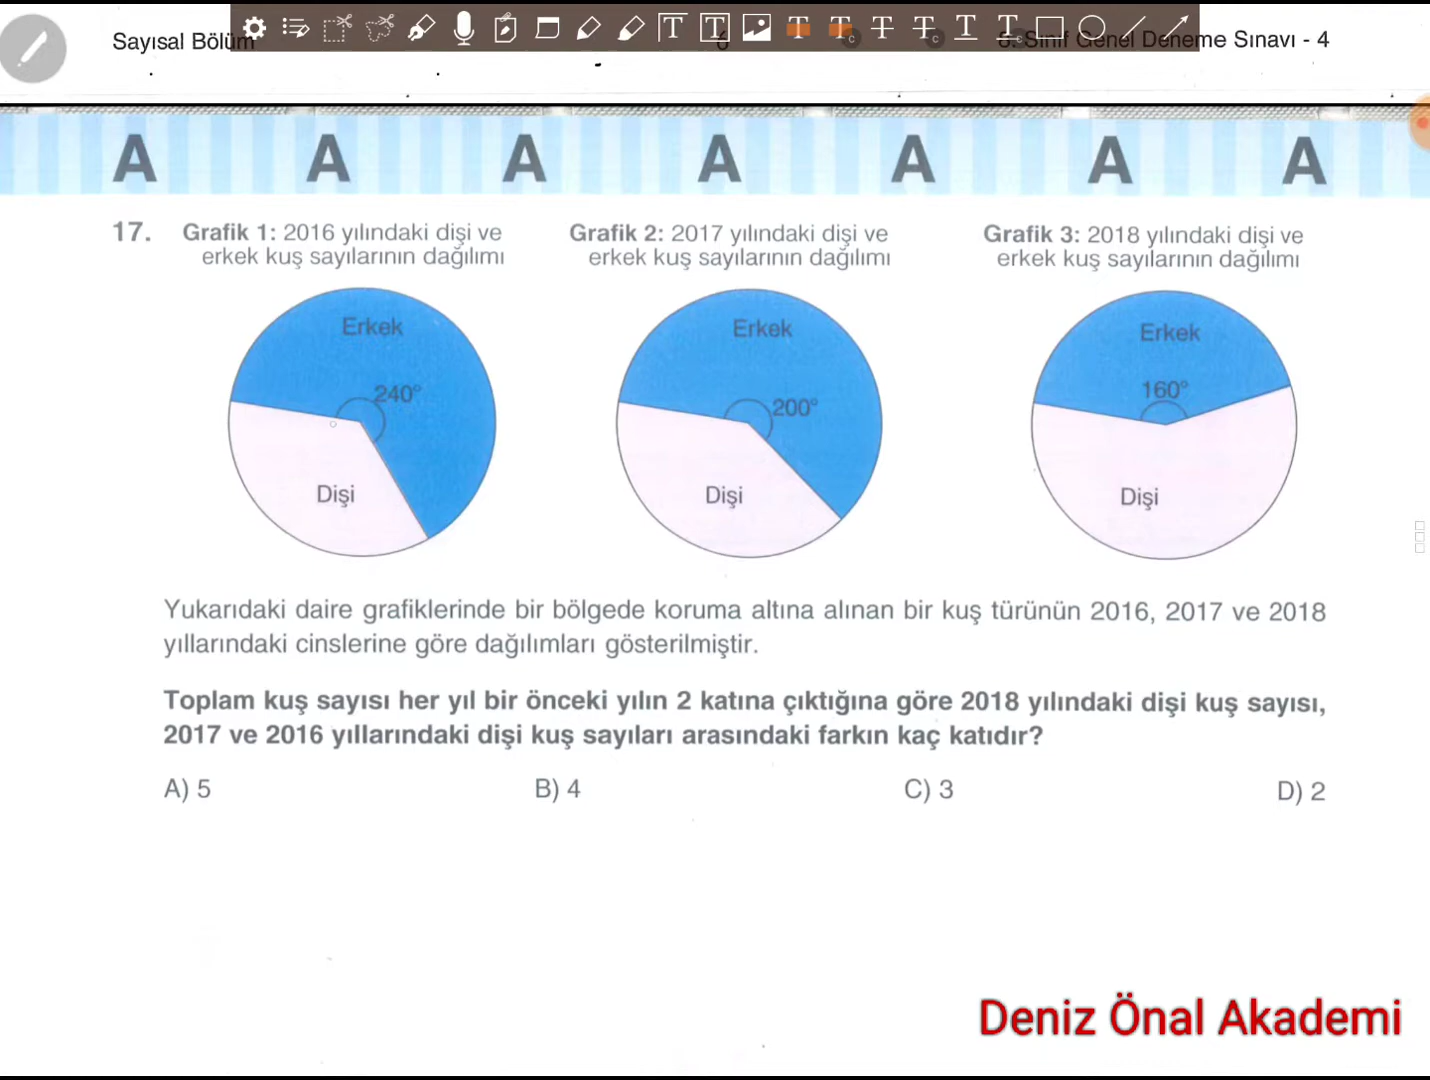 Sayısal Bölüm
6
8. Sınıf Genel Deneme Sınavı - 4
A A A A A A A
17.
Grafik 1: 2016 yılındaki dişi ve
erkek kuş sayılarının dağılımı
Erkek
240°
Dişi
Grafik 2: 2017 yılındaki dişi ve
erkek kuş sayılarının dağılımı
Erkek
200°
Dişi
Grafik 3: 2018 yılındaki dişi ve
erkek kuş sayılarının dağılımı
Erkek
160°
Dişi
Yukarıdaki daire grafiklerinde bir bölgede koruma altına alınan bir kuş türünün 2016, 2017 ve 2018
yıllarındaki cinslerine göre dağılımları gösterilmiştir.
Toplam kuş sayısı her yıl bir önceki yılın 2 katına çıktığına göre 2018 yılındaki dişi kuş sayısı,
2017 ve 2016 yıllarındaki dişi kuş sayıları arasındaki farkın kaç katıdır?
A) 5 B) 4 C) 3 D) 2
Deniz Önal Akademi